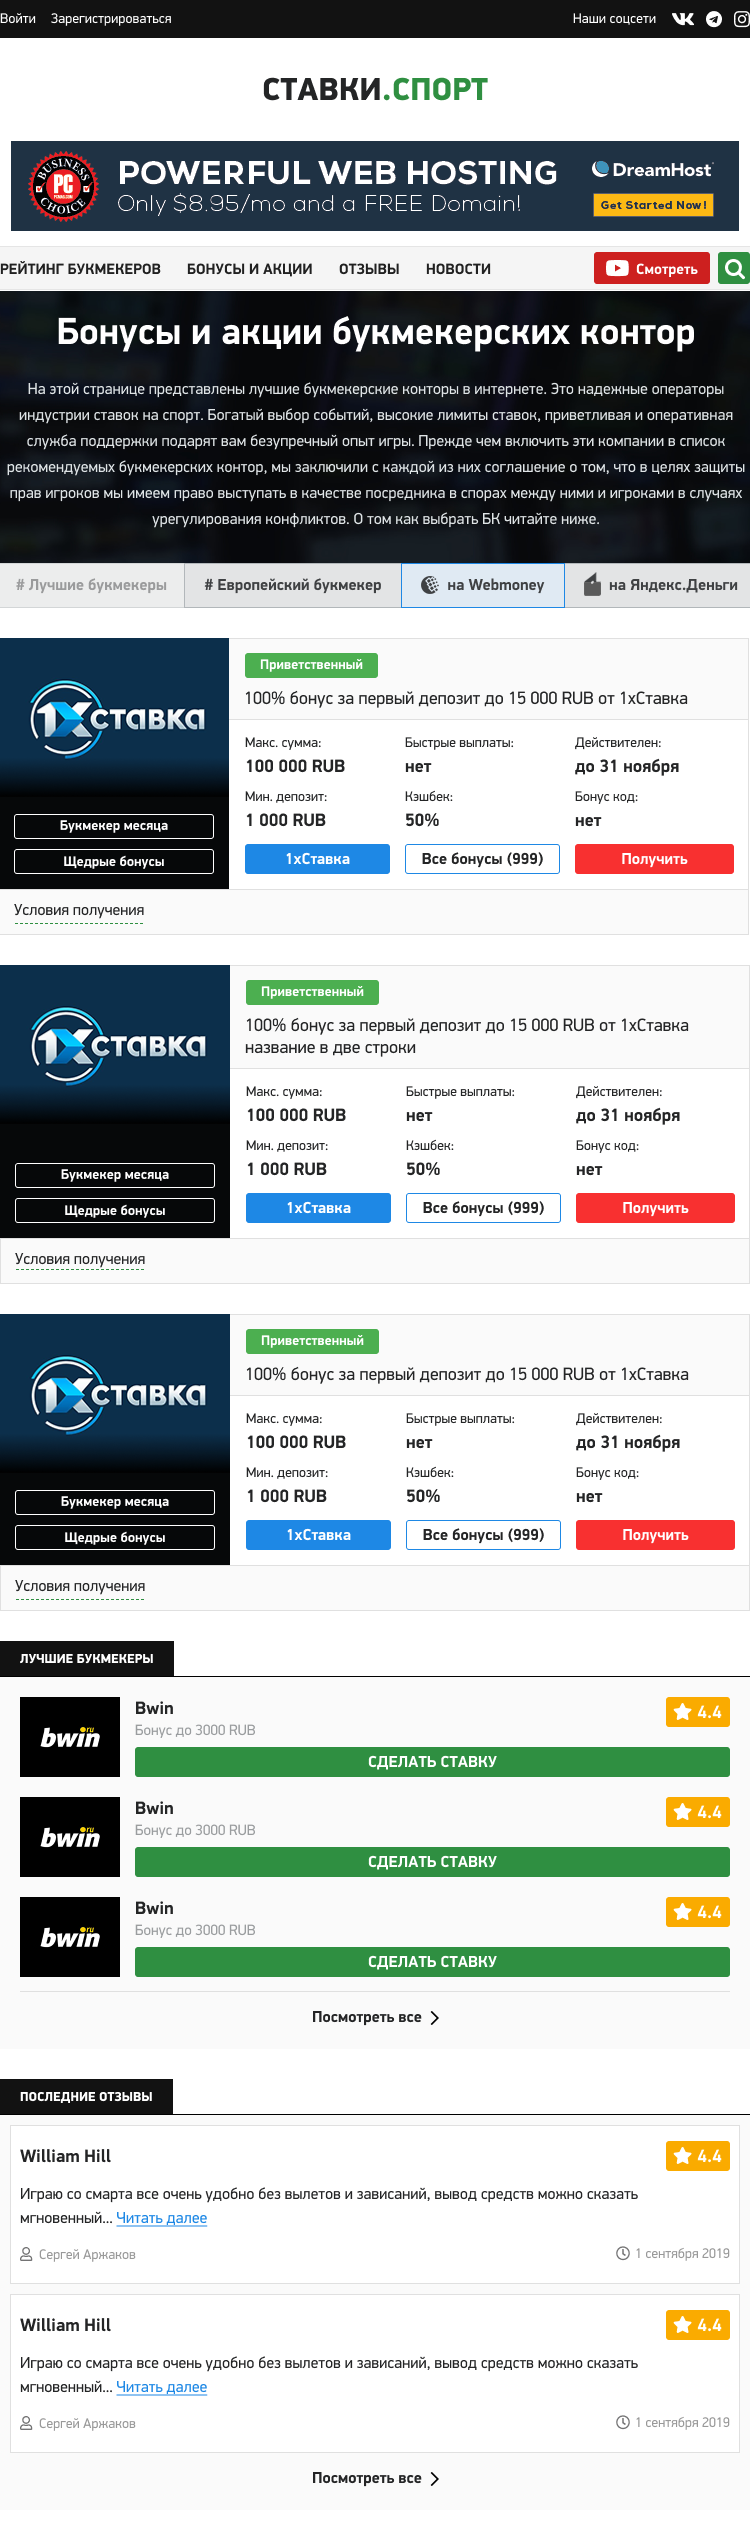 Войти Зарегистрироваться Наши соцсети
СТАВКИ.СПОРТ
BUSINESS PC CHOICE
POWERFUL WEB HOSTING
Only $8.95/mo and a FREE Domain!
DreamHost
Get Started Now!
РЕЙТИНГ БУКМЕКЕРОВ БОНУСЫ И АКЦИИ ОТЗЫВЫ НОВОСТИ Смотреть
Бонусы и акции букмекерских контор
На этой странице представлены лучшие букмекерские конторы в интернете. Это надежные операторы
индустрии ставок на спорт. Богатый выбор событий, высокие лимиты ставок, приветливая и оперативная
служба поддержки подарят вам безупречный опыт игры. Прежде чем включить эти компании в список
рекомендуемых букмекерских контор, мы заключили с каждой из них соглашение о том, что в целях защиты
прав игроков мы имеем право выступать в качестве посредника в спорах между ними и игроками в случаях
урегулирования конфликтов. О том как выбрать БК читайте ниже.
# Лучшие букмекеры # Европейский букмекер на Webmoney на Яндекс.Деньги
1Xставка
Букмекер месяца
Щедрые бонусы
Приветственный
100% бонус за первый депозит до 15 000 RUB от 1хСтавка
Макс. сумма: Быстрые выплаты: Действителен:
100 000 RUB нет до 31 ноября
Мин. депозит: Кэшбек: Бонус код:
1 000 RUB 50% нет
1хСтавка Все бонусы (999) Получить
Условия получения
1Xставка
Букмекер месяца
Щедрые бонусы
Приветственный
100% бонус за первый депозит до 15 000 RUB от 1хСтавка
название в две строки
Макс. сумма: Быстрые выплаты: Действителен:
100 000 RUB нет до 31 ноября
Мин. депозит: Кэшбек: Бонус код:
1 000 RUB 50% нет
1хСтавка Все бонусы (999) Получить
Условия получения
1Xставка
Букмекер месяца
Щедрые бонусы
Приветственный
100% бонус за первый депозит до 15 000 RUB от 1хСтавка
Макс. сумма: Быстрые выплаты: Действителен:
100 000 RUB нет до 31 ноября
Мин. депозит: Кэшбек: Бонус код:
1 000 RUB 50% нет
1хСтавка Все бонусы (999) Получить
Условия получения
ЛУЧШИЕ БУКМЕКЕРЫ
bwin.ru
Bwin 4.4
Бонус до 3000 RUB
СДЕЛАТЬ СТАВКУ
bwin.ru
Bwin 4.4
Бонус до 3000 RUB
СДЕЛАТЬ СТАВКУ
bwin.ru
Bwin 4.4
Бонус до 3000 RUB
СДЕЛАТЬ СТАВКУ
Посмотреть все
ПОСЛЕДНИЕ ОТЗЫВЫ
William Hill 4.4
Играю со смарта все очень удобно без вылетов и зависаний, вывод средств можно сказать
мгновенный... Читать далее
Сергей Аржаков 1 сентября 2019
William Hill 4.4
Играю со смарта все очень удобно без вылетов и зависаний, вывод средств можно сказать
мгновенный... Читать далее
Сергей Аржаков 1 сентября 2019
Посмотреть все